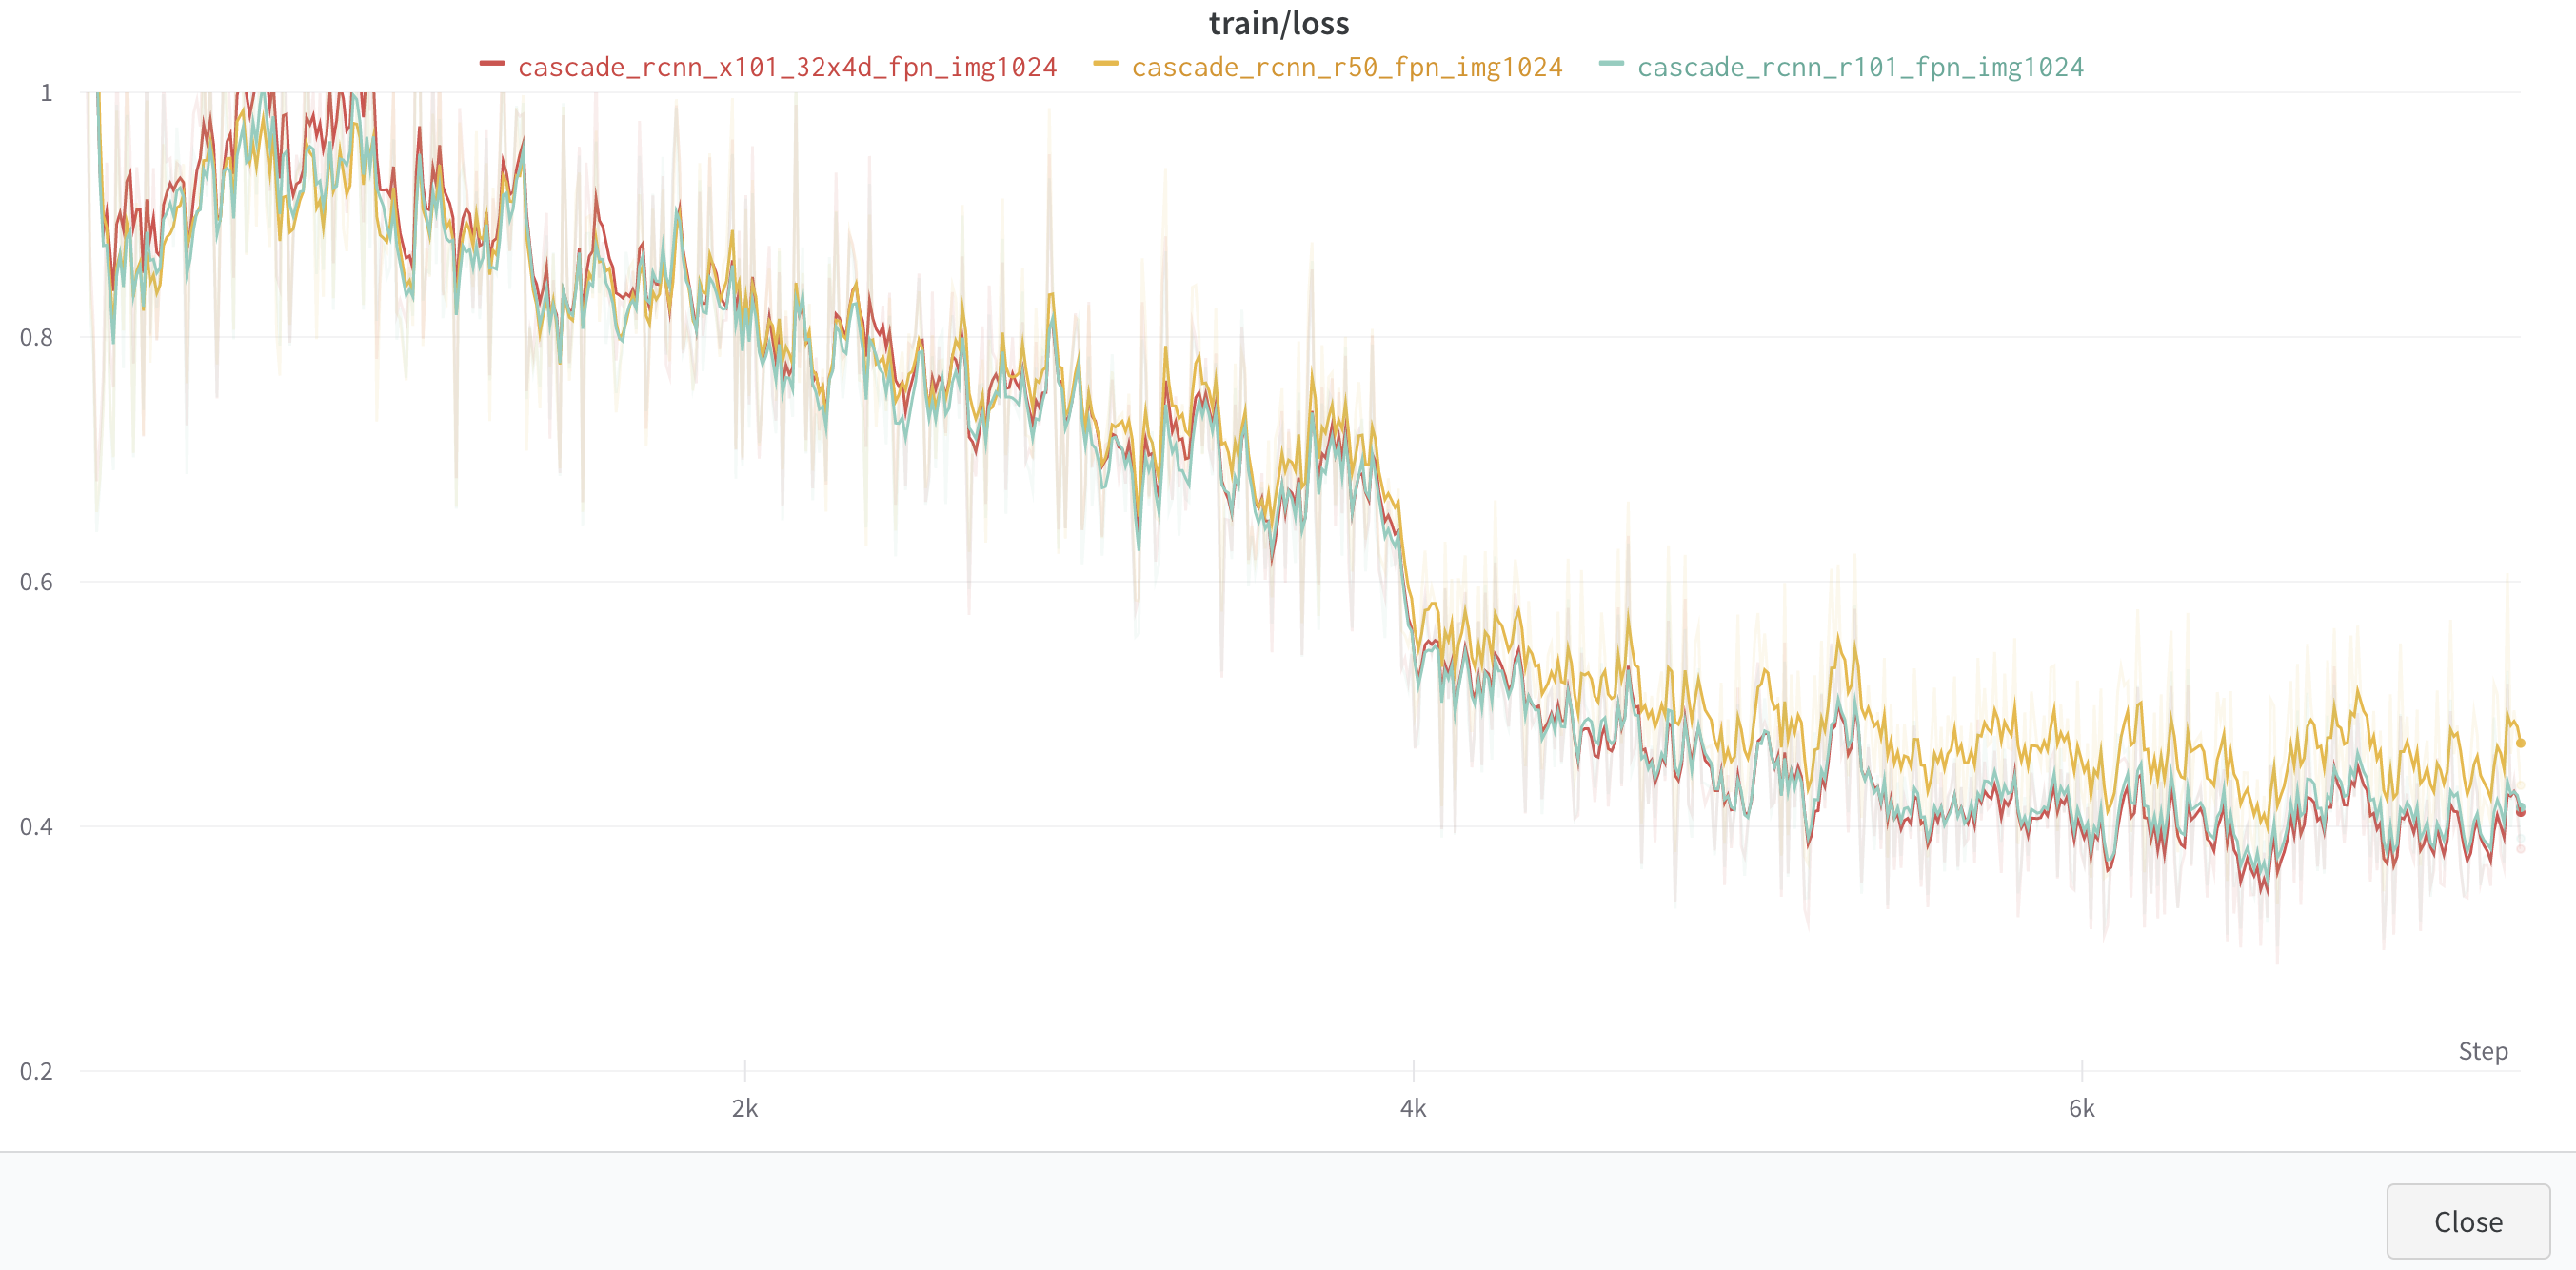 train/loss
cascade_rcnn_x101_32x4d_fpn_img1024 cascade_rcnn_r50_fpn_img1024 cascade_rcnn_r101_fpn_img1024
1
0.8
0.6
0.4
0.2
Step
2k 4k 6k
Close